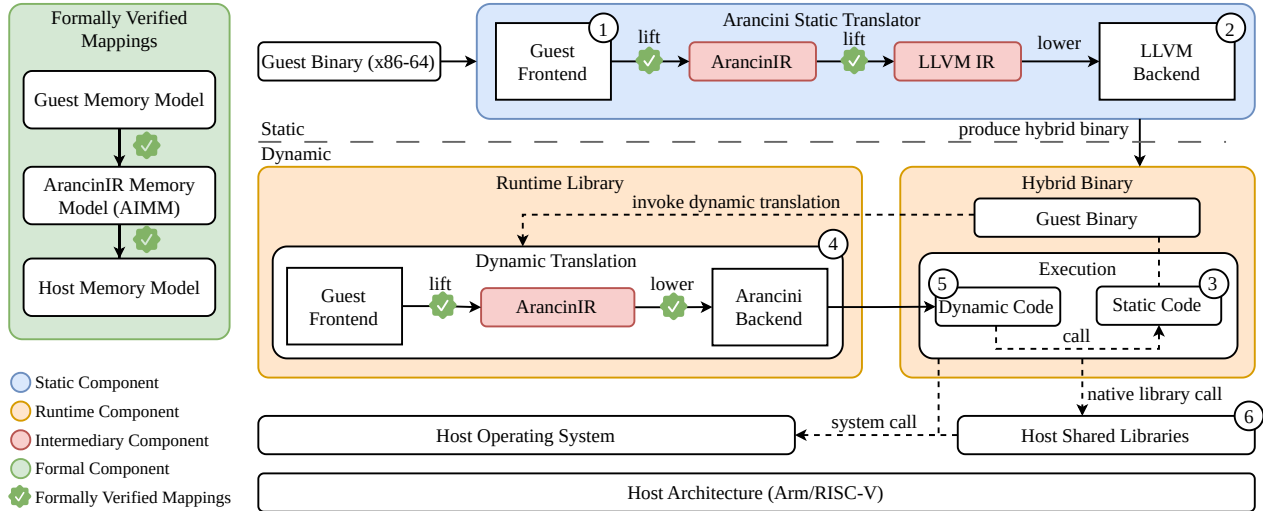 Formally Verified
Mappings
Guest Memory Model
ArancinIR Memory
Model (AIMM)
Host Memory Model
Static Component
Runtime Component
Intermediary Component
Formal Component
Formally Verified Mappings
Guest Binary (x86-64)
Arancini Static Translator
1
Guest
Frontend
lift
ArancinIR
lift
LLVM IR
lower
2
LLVM
Backend
Static
produce hybrid binary
Dynamic
Runtime Library
invoke dynamic translation
4
Dynamic Translation
Guest
Frontend
lift
ArancinIR
lower
Arancini
Backend
Hybrid Binary
Guest Binary
Execution
5
Dynamic Code
3
Static Code
call
native library call
system call
Host Operating System
6
Host Shared Libraries
Host Architecture (Arm/RISC-V)